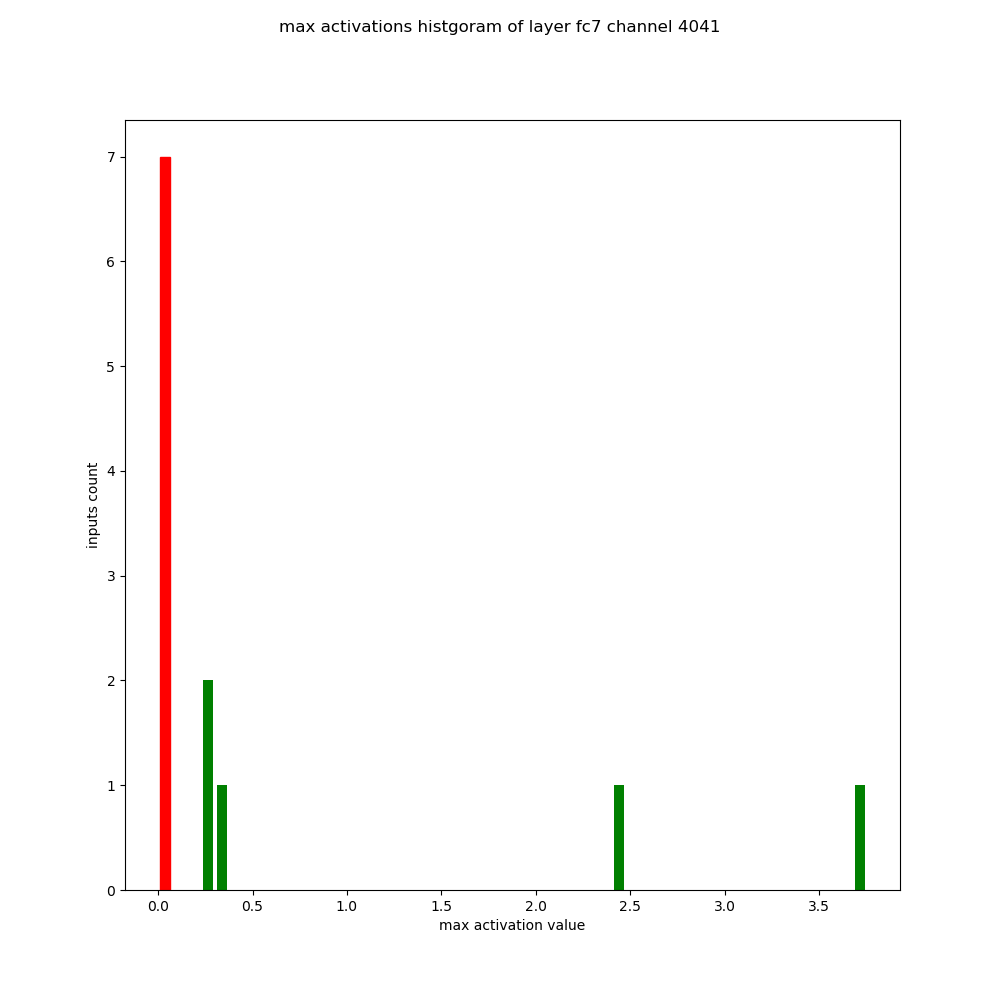 max activations histgoram of layer fc7 channel 4041
7
6
5
4
3
2
1
0
inputs count
0.0 0.5 1.0 1.5 2.0 2.5 3.0 3.5
max activation value